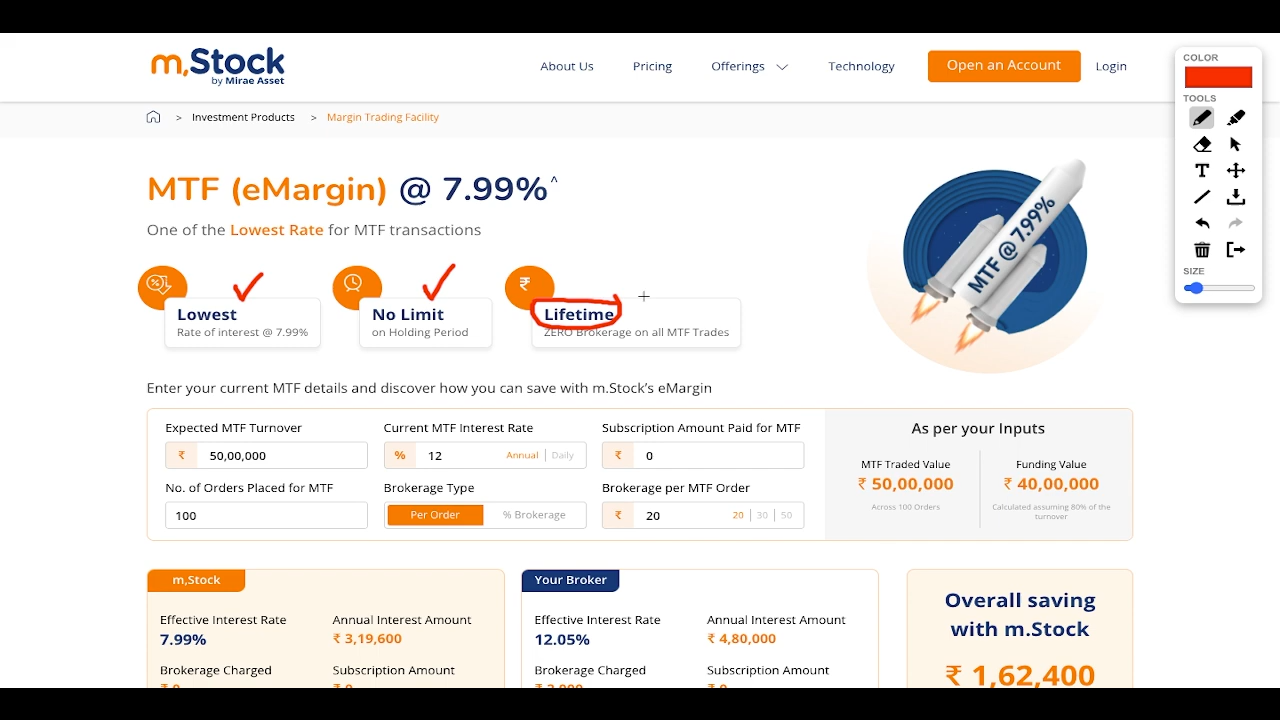 m,Stock
by Mirae Asset
About Us
Pricing
Offerings
Technology
Open an Account
Login
> Investment Products > Margin Trading Facility
MTF (eMargin) @ 7.99%^
One of the Lowest Rate for MTF transactions
Lowest
Rate of interest @ 7.99%
No Limit
on Holding Period
₹
Lifetime
ZERO Brokerage on all MTF Trades
MTF @ 7.99%
Enter your current MTF details and discover how you can save with m.Stock's eMargin
Expected MTF Turnover
₹ 50,00,000
Current MTF Interest Rate
% 12 Annual | Daily
Subscription Amount Paid for MTF
₹ 0
No. of Orders Placed for MTF
100
Brokerage Type
Per Order % Brokerage
Brokerage per MTF Order
₹ 20 20 | 30 | 50
As per your Inputs
MTF Traded Value
₹ 50,00,000
Across 100 Orders
Funding Value
₹ 40,00,000
Calculated assuming 80% of the
turnover
m,Stock
Effective Interest Rate
7.99%
Annual Interest Amount
₹ 3,19,600
Brokerage Charged
Subscription Amount
Your Broker
Effective Interest Rate
12.05%
Annual Interest Amount
₹ 4,80,000
Brokerage Charged
Subscription Amount
Overall saving
with m.Stock
₹ 1,62,400
COLOR
TOOLS
T
SIZE